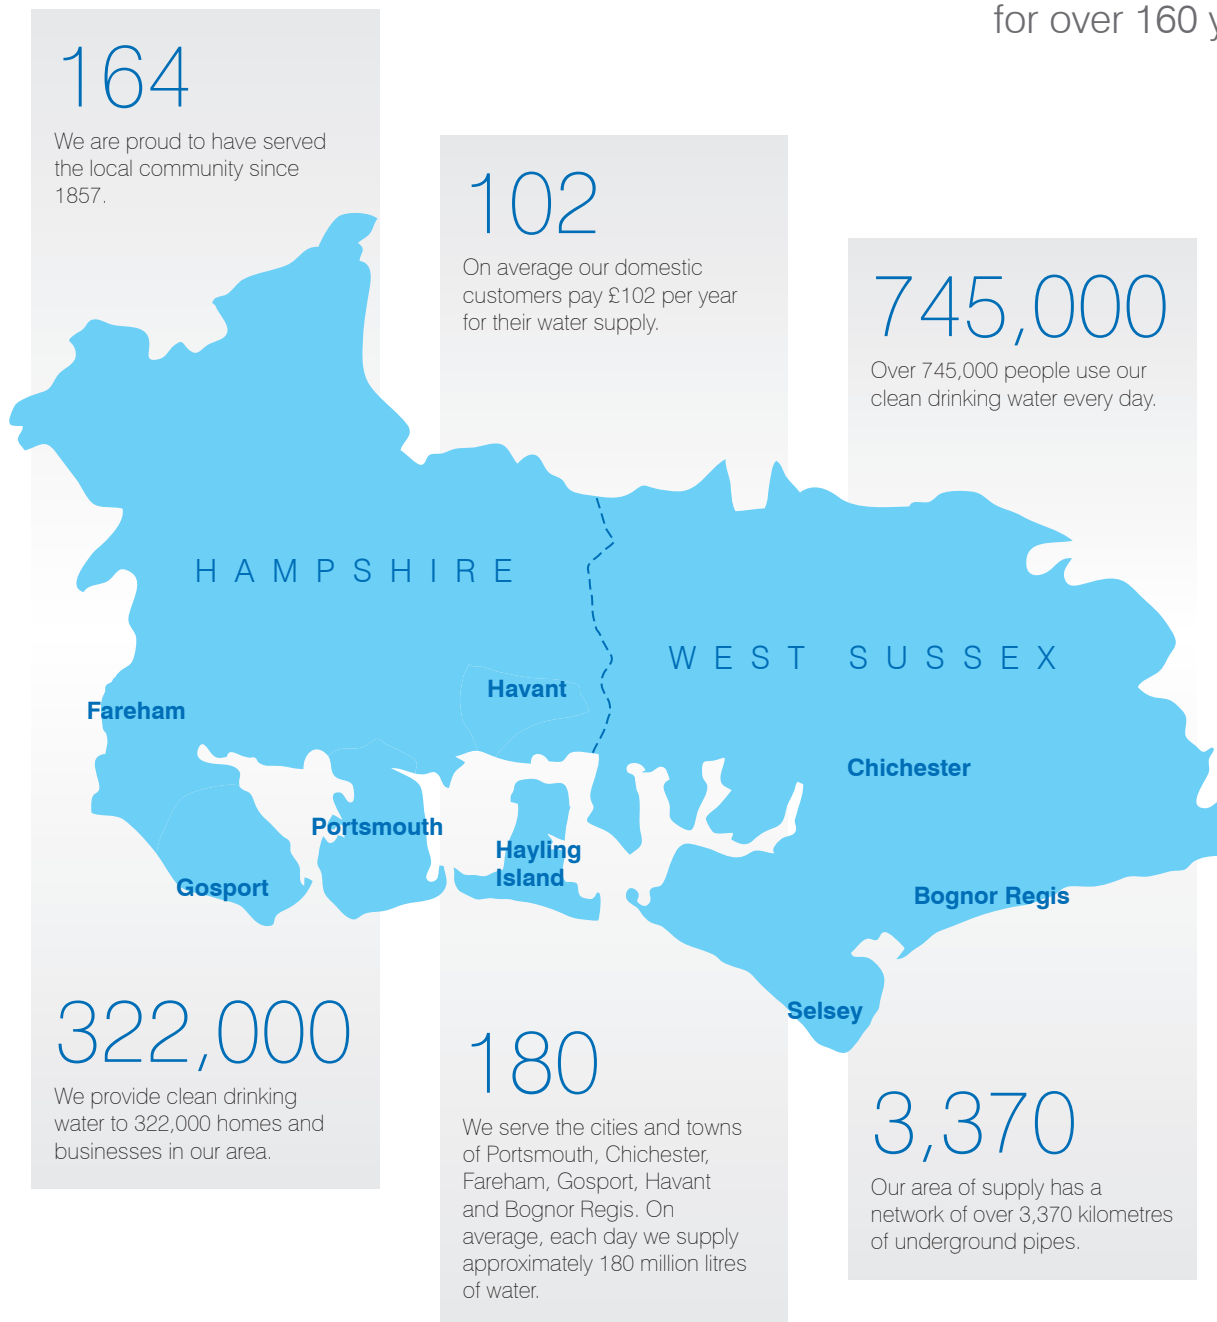 for over 160 y
164
We are proud to have served
the local community since
1857.
102
On average our domestic
customers pay £102 per year
for their water supply.
745,000
Over 745,000 people use our
clean drinking water every day.
HAMPSHIRE
WEST SUSSEX
Havant
Fareham
Chichester
Portsmouth
Hayling
Island
Gosport
Bognor Regis
Selsey
322,000
We provide clean drinking
water to 322,000 homes and
businesses in our area.
180
We serve the cities and towns
of Portsmouth, Chichester,
Fareham, Gosport, Havant
and Bognor Regis. On
average, each day we supply
approximately 180 million litres
of water.
3,370
Our area of supply has a
network of over 3,370 kilometres
of underground pipes.